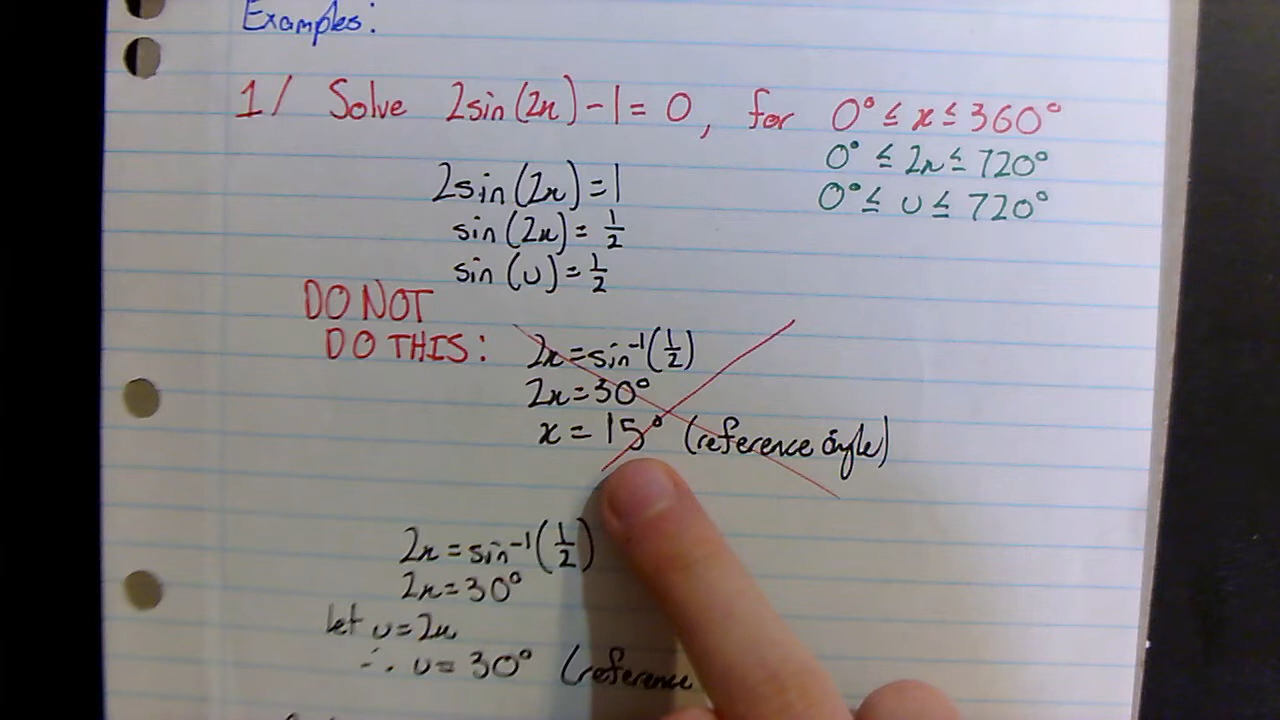 Examples:
1/ Solve 2sin(2x)-1=0, for 0°≤x≤360°
0°≤2x≤720°
0°≤u≤720°
2sin(2x)=1
sin(2x)=1/2
sin(u)=1/2
DO NOT
DO THIS:
2x=sin⁻¹(1/2)
2x=30°
x=15° (reference angle)
2x=sin⁻¹(1/2)
2x=30°
let u=2x
∴ u=30° (reference